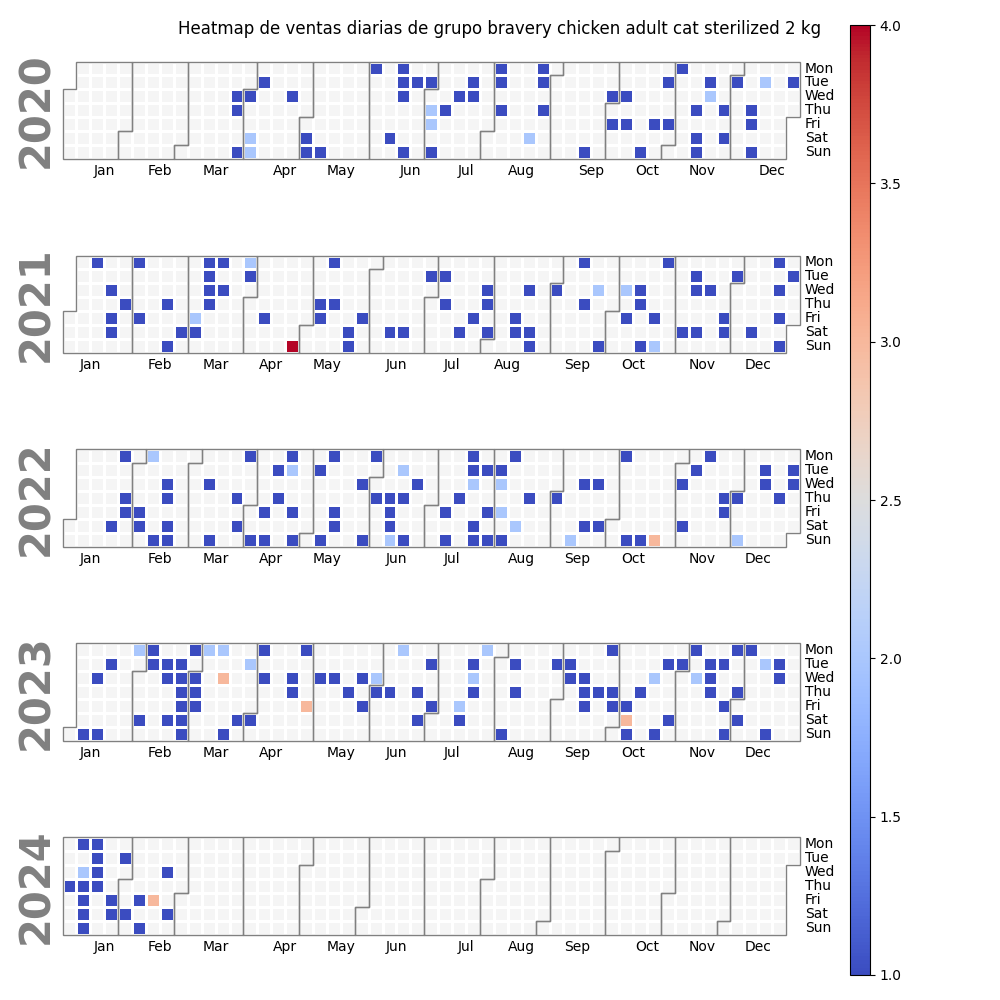 Heatmap de ventas diarias de grupo bravery chicken adult cat sterilized 2 kg
2020
Mon
Tue
Wed
Thu
Fri
Sat
Sun
Jan Feb Mar Apr May Jun Jul Aug Sep Oct Nov Dec
2021
Mon
Tue
Wed
Thu
Fri
Sat
Sun
Jan Feb Mar Apr May Jun Jul Aug Sep Oct Nov Dec
2022
Mon
Tue
Wed
Thu
Fri
Sat
Sun
Jan Feb Mar Apr May Jun Jul Aug Sep Oct Nov Dec
2023
Mon
Tue
Wed
Thu
Fri
Sat
Sun
Jan Feb Mar Apr May Jun Jul Aug Sep Oct Nov Dec
2024
Mon
Tue
Wed
Thu
Fri
Sat
Sun
Jan Feb Mar Apr May Jun Jul Aug Sep Oct Nov Dec
4.0
3.5
3.0
2.5
2.0
1.5
1.0